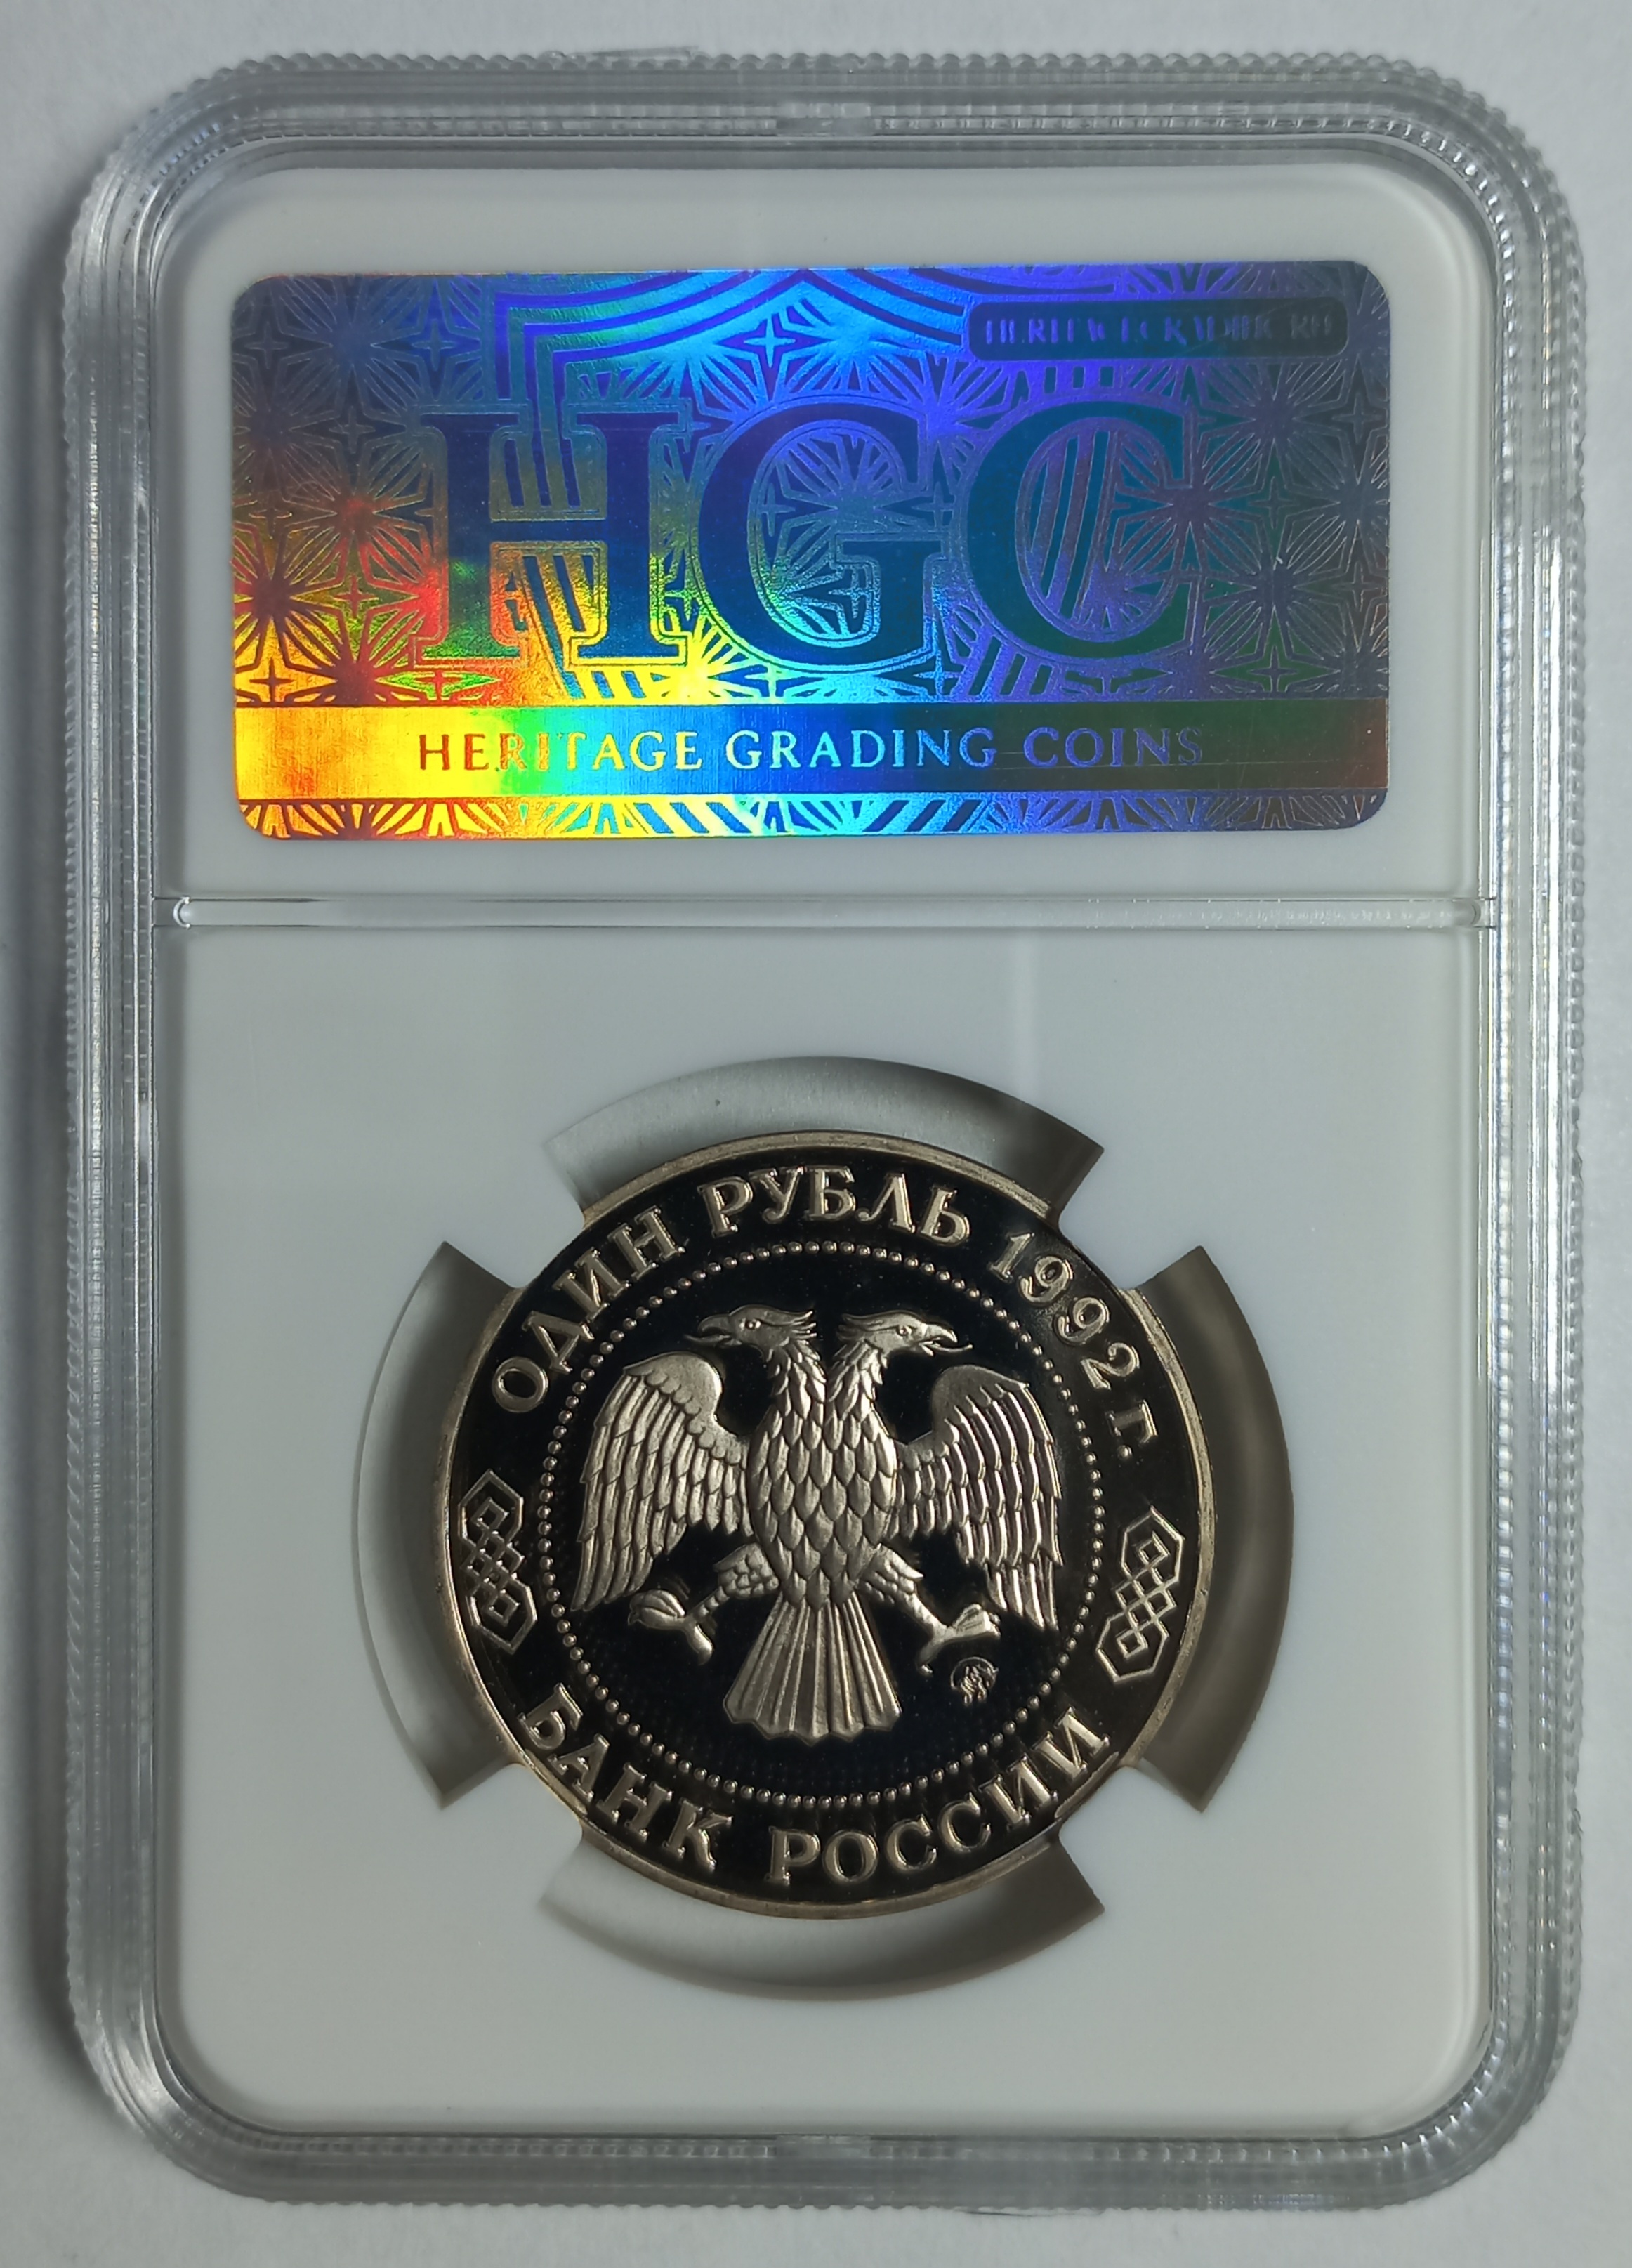 HGC
HERITAGE GRADING COINS
ОДИН РУБЛЬ 1992 Г.
БАНК РОССИИ